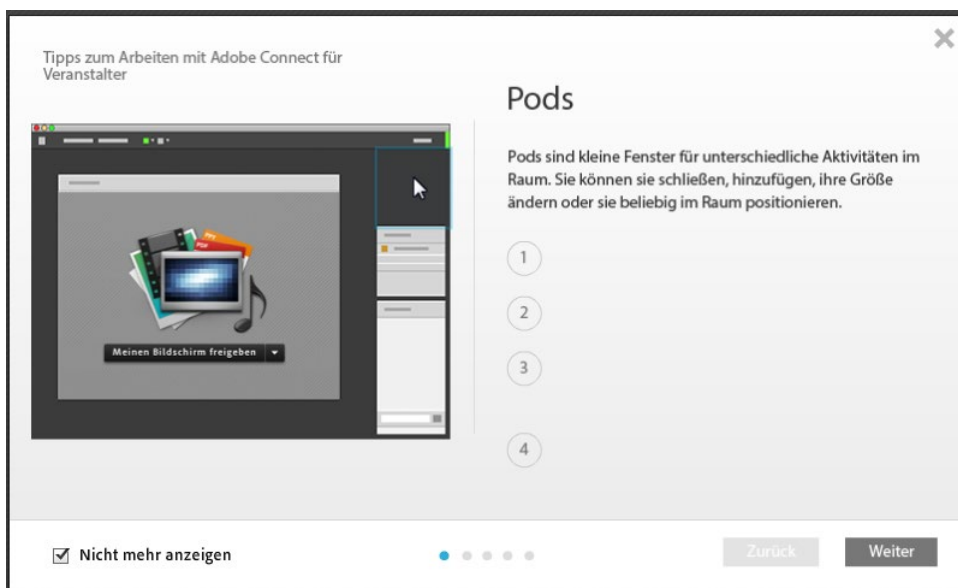 Tipps zum Arbeiten mit Adobe Connect für
Veranstalter
Pods
Pods sind kleine Fenster für unterschiedliche Aktivitäten im
Raum. Sie können sie schließen, hinzufügen, ihre Größe
ändern oder sie beliebig im Raum positionieren.
PPT
PDF
Meinen Bildschirm freigeben
1
2
3
4
Nicht mehr anzeigen
Zurück
Weiter